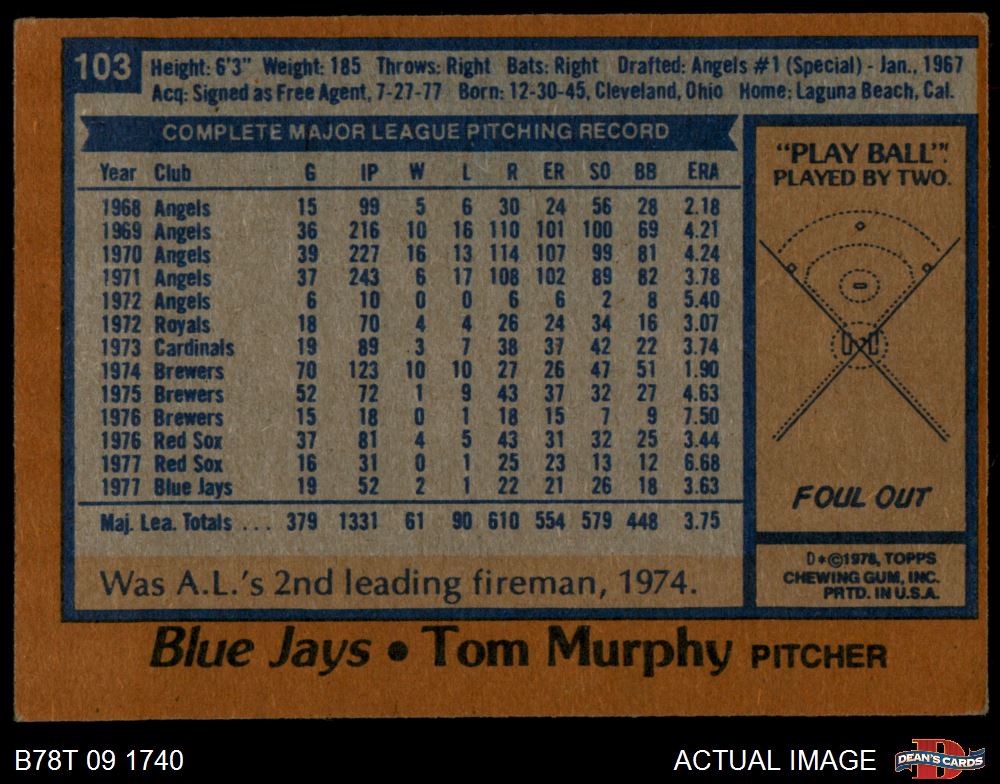 103
Height: 6'3" Weight: 185 Throws: Right Bats: Right Drafted: Angels #1 (Special) - Jan., 1967
Acq: Signed as Free Agent, 7-27-77 Born: 12-30-45, Cleveland, Ohio Home: Laguna Beach, Cal.
COMPLETE MAJOR LEAGUE PITCHING RECORD
Year Club G IP W L R ER SO BB ERA
1968 Angels 15 99 5 6 30 24 56 28 2.18
1969 Angels 36 216 10 16 110 101 100 69 4.21
1970 Angels 39 227 16 13 114 107 99 81 4.24
1971 Angels 37 243 6 17 108 102 89 82 3.78
1972 Angels 6 10 0 0 6 6 2 8 5.40
1972 Royals 18 70 4 4 26 24 34 16 3.07
1973 Cardinals 19 89 3 7 38 37 42 22 3.74
1974 Brewers 70 123 10 10 27 26 47 51 1.90
1975 Brewers 52 72 1 9 43 37 32 27 4.63
1976 Brewers 15 18 0 1 18 15 7 9 7.50
1976 Red Sox 37 81 4 5 43 31 32 25 3.44
1977 Red Sox 16 31 0 1 25 23 13 12 6.68
1977 Blue Jays 19 52 2 1 22 21 26 18 3.63
Maj. Lea. Totals ... 379 1331 61 90 610 554 579 448 3.75
Was A.L.'s 2nd leading fireman, 1974.
"PLAY BALL"
PLAYED BY TWO.
FOUL OUT
D*©1978, TOPPS
CHEWING GUM, INC.
PRTD. IN U.S.A.
Blue Jays • Tom Murphy PITCHER
B78T 09 1740
ACTUAL IMAGE
D
DEAN'S CARDS